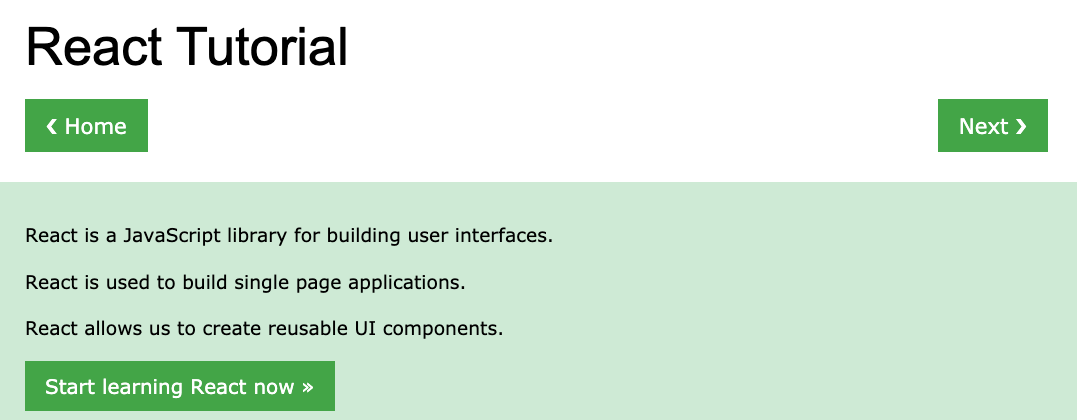 React Tutorial
❮ Home
Next ❯
React is a JavaScript library for building user interfaces.
React is used to build single page applications.
React allows us to create reusable UI components.
Start learning React now »